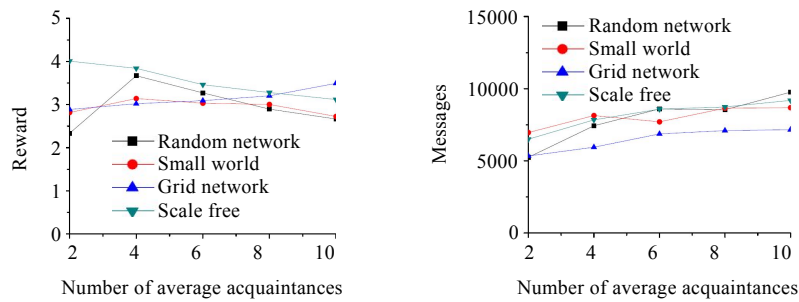 5
4
3
2
1
0
Reward
Random network
Small world
Grid network
Scale free
2 4 6 8 10
Number of average acquaintances
15000
10000
5000
0
Messages
Random network
Small world
Grid network
Scale free
2 4 6 8 10
Number of average acquaintances